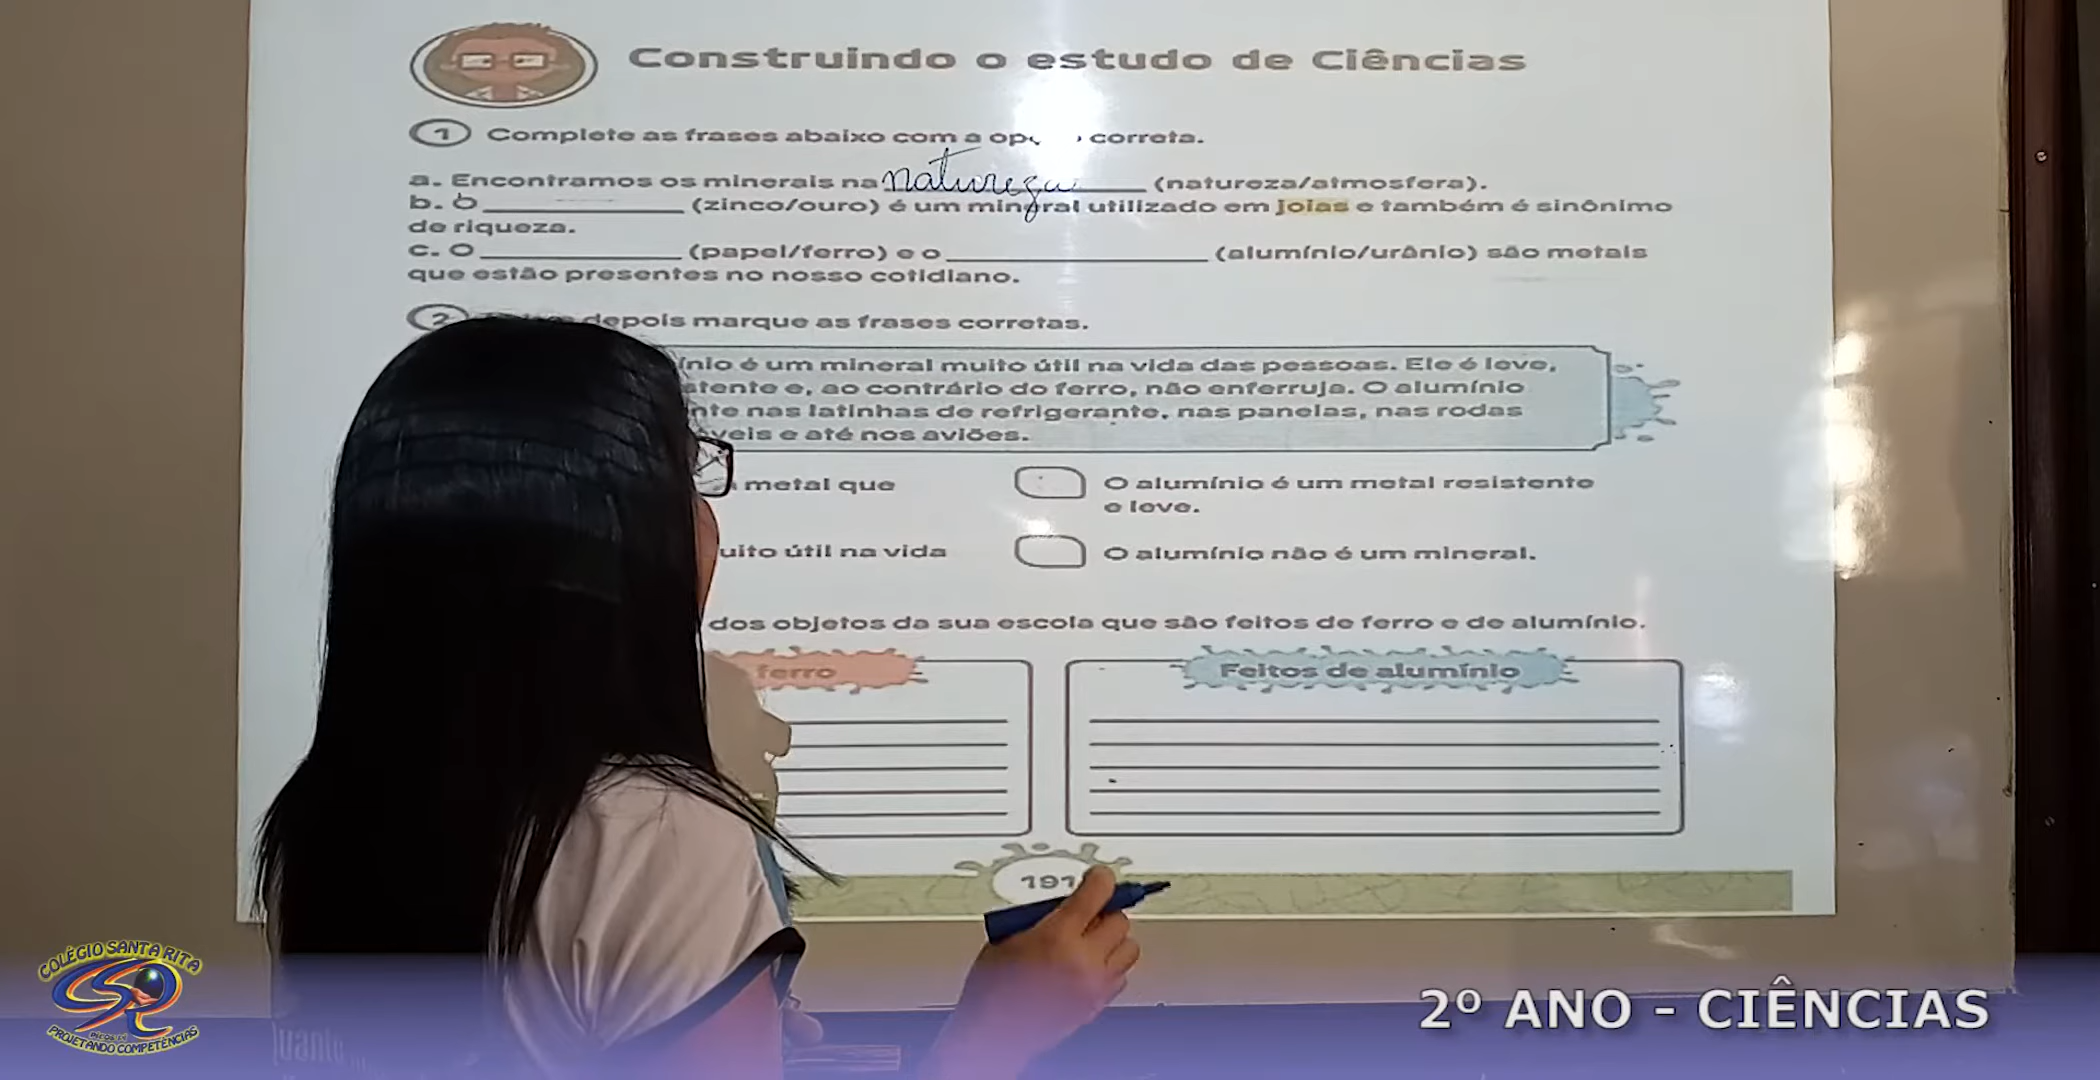 Construindo o estudo de Ciências
1 Complete as frases abaixo com a correta.
a. Encontramos os minerais na natureza (natureza/atmosfera).
b. O ____ (zinco/ouro) é um mineral utilizado em joias e também é sinônimo
de riqueza.
c. O ____ (papel/ferro) e o ____ (alumínio/urânio) são metais
que estão presentes no nosso cotidiano.
2 depois marque as frases corretas.
é um mineral muito útil na vida das pessoas. Ele é leve,
e, ao contrário do ferro, não enferruja. O alumínio
nas latinhas de refrigerante, nas panelas, nas rodas
e até nos aviões.
metal que
O alumínio é um metal resistente
e leve.
útil na vida
O alumínio não é um mineral.
dos objetos da sua escola que são feitos de ferro e de alumínio.
ferro
Feitos de alumínio
191
COLÉGIO SANTA RITA
PROJETANDO COMPETÊNCIAS
2º ANO - CIÊNCIAS